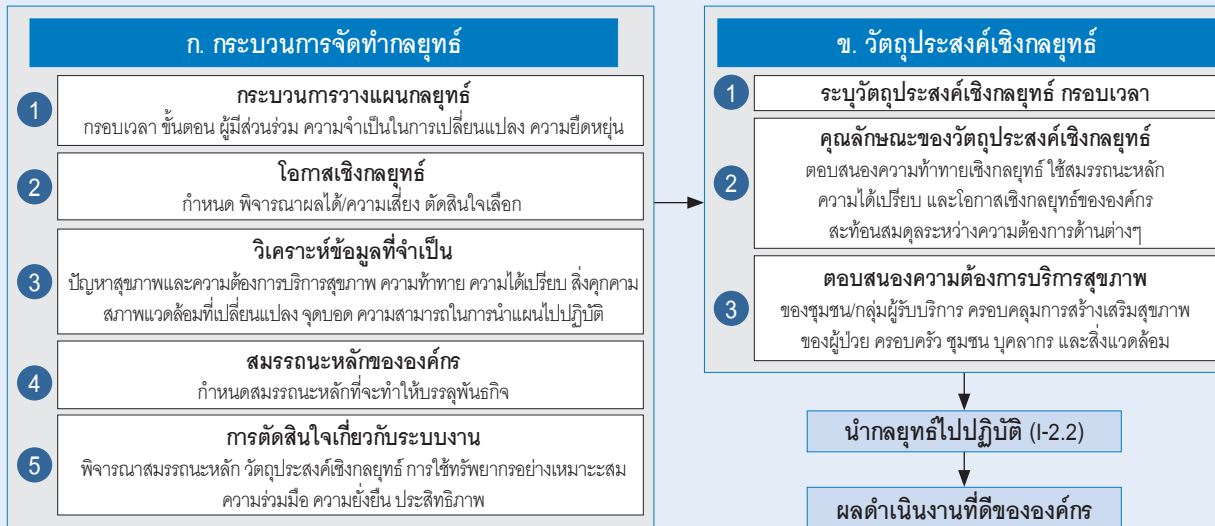 ก. กระบวนการจัดทำกลยุทธ์
1
กระบวนการวางแผนกลยุทธ์
กรอบเวลา ขั้นตอน ผู้มีส่วนร่วม ความจำเป็นในการเปลี่ยนแปลง ความยืดหยุ่น
2
โอกาสเชิงกลยุทธ์
กำหนด พิจารณาผลได้/ความเสี่ยง ตัดสินใจเลือก
3
วิเคราะห์ข้อมูลที่จำเป็น
ปัญหาสุขภาพและความต้องการบริการสุขภาพ ความท้าทาย ความได้เปรียบ สิ่งคุกคาม
สภาพแวดล้อมที่เปลี่ยนแปลง จุดบอด ความสามารถในการนำแผนไปปฏิบัติ
4
สมรรถนะหลักขององค์กร
กำหนดสมรรถนะหลักที่จะทำให้บรรลุพันธกิจ
5
การตัดสินใจเกี่ยวกับระบบงาน
พิจารณาสมรรถนะหลัก วัตถุประสงค์เชิงกลยุทธ์ การใช้ทรัพยากรอย่างเหมาะะสม
ความร่วมมือ ความยั่งยืน ประสิทธิภาพ
ข. วัตถุประสงค์เชิงกลยุทธ์
1
ระบุวัตถุประสงค์เชิงกลยุทธ์ กรอบเวลา
2
คุณลักษณะของวัตถุประสงค์เชิงกลยุทธ์
ตอบสนองความท้าทายเชิงกลยุทธ์ ใช้สมรรถนะหลัก
ความได้เปรียบ และโอกาสเชิงกลยุทธ์ขององค์กร
สะท้อนสมดุลระหว่างความต้องการด้านต่างๆ
3
ตอบสนองความต้องการบริการสุขภาพ
ของชุมชน/กลุ่มผู้รับบริการ ครอบคลุมการสร้างเสริมสุขภาพ
ของผู้ป่วย ครอบครัว ชุมชน บุคลากร และสิ่งแวดล้อม
นำกลยุทธ์ไปปฏิบัติ (I-2.2)
ผลดำเนินงานที่ดีขององค์กร